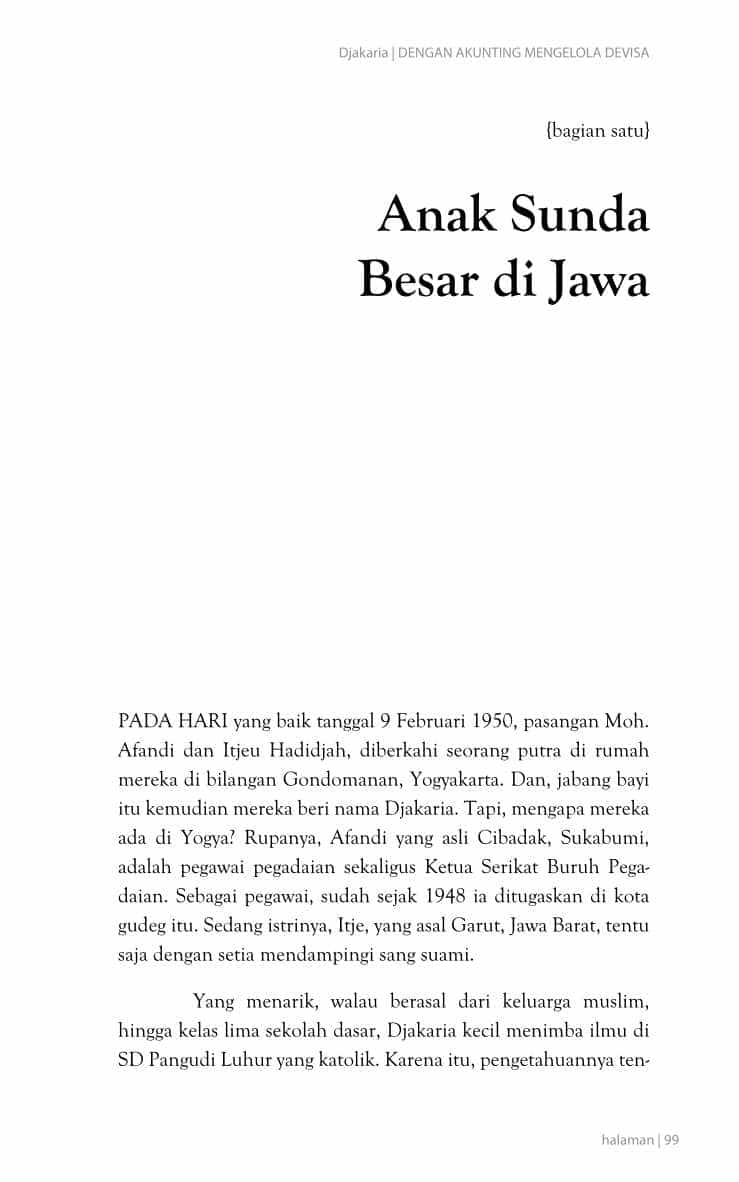 Djakaria | DENGAN AKUNTING MENGELOLA DEVISA
{bagian satu}
Anak Sunda
Besar di Jawa
PADA HARI yang baik tanggal 9 Februari 1950, pasangan Moh.
Afandi dan Itjeu Hadidjah, diberkahi seorang putra di rumah
mereka di bilangan Gondomanan, Yogyakarta. Dan, jabang bayi
itu kemudian mereka beri nama Djakaria. Tapi, mengapa mereka
ada di Yogya? Rupanya, Afandi yang asli Cibadak, Sukabumi,
adalah pegawai pegadaian sekaligus Ketua Serikat Buruh Pega-
daian. Sebagai pegawai, sudah sejak 1948 ia ditugaskan di kota
gudeg itu. Sedang istrinya, Itje, yang asal Garut, Jawa Barat, tentu
saja dengan setia mendampingi sang suami.
Yang menarik, walau berasal dari keluarga muslim,
hingga kelas lima sekolah dasar, Djakaria kecil menimba ilmu di
SD Pangudi Luhur yang katolik. Karena itu, pengetahuannya ten-
halaman | 99